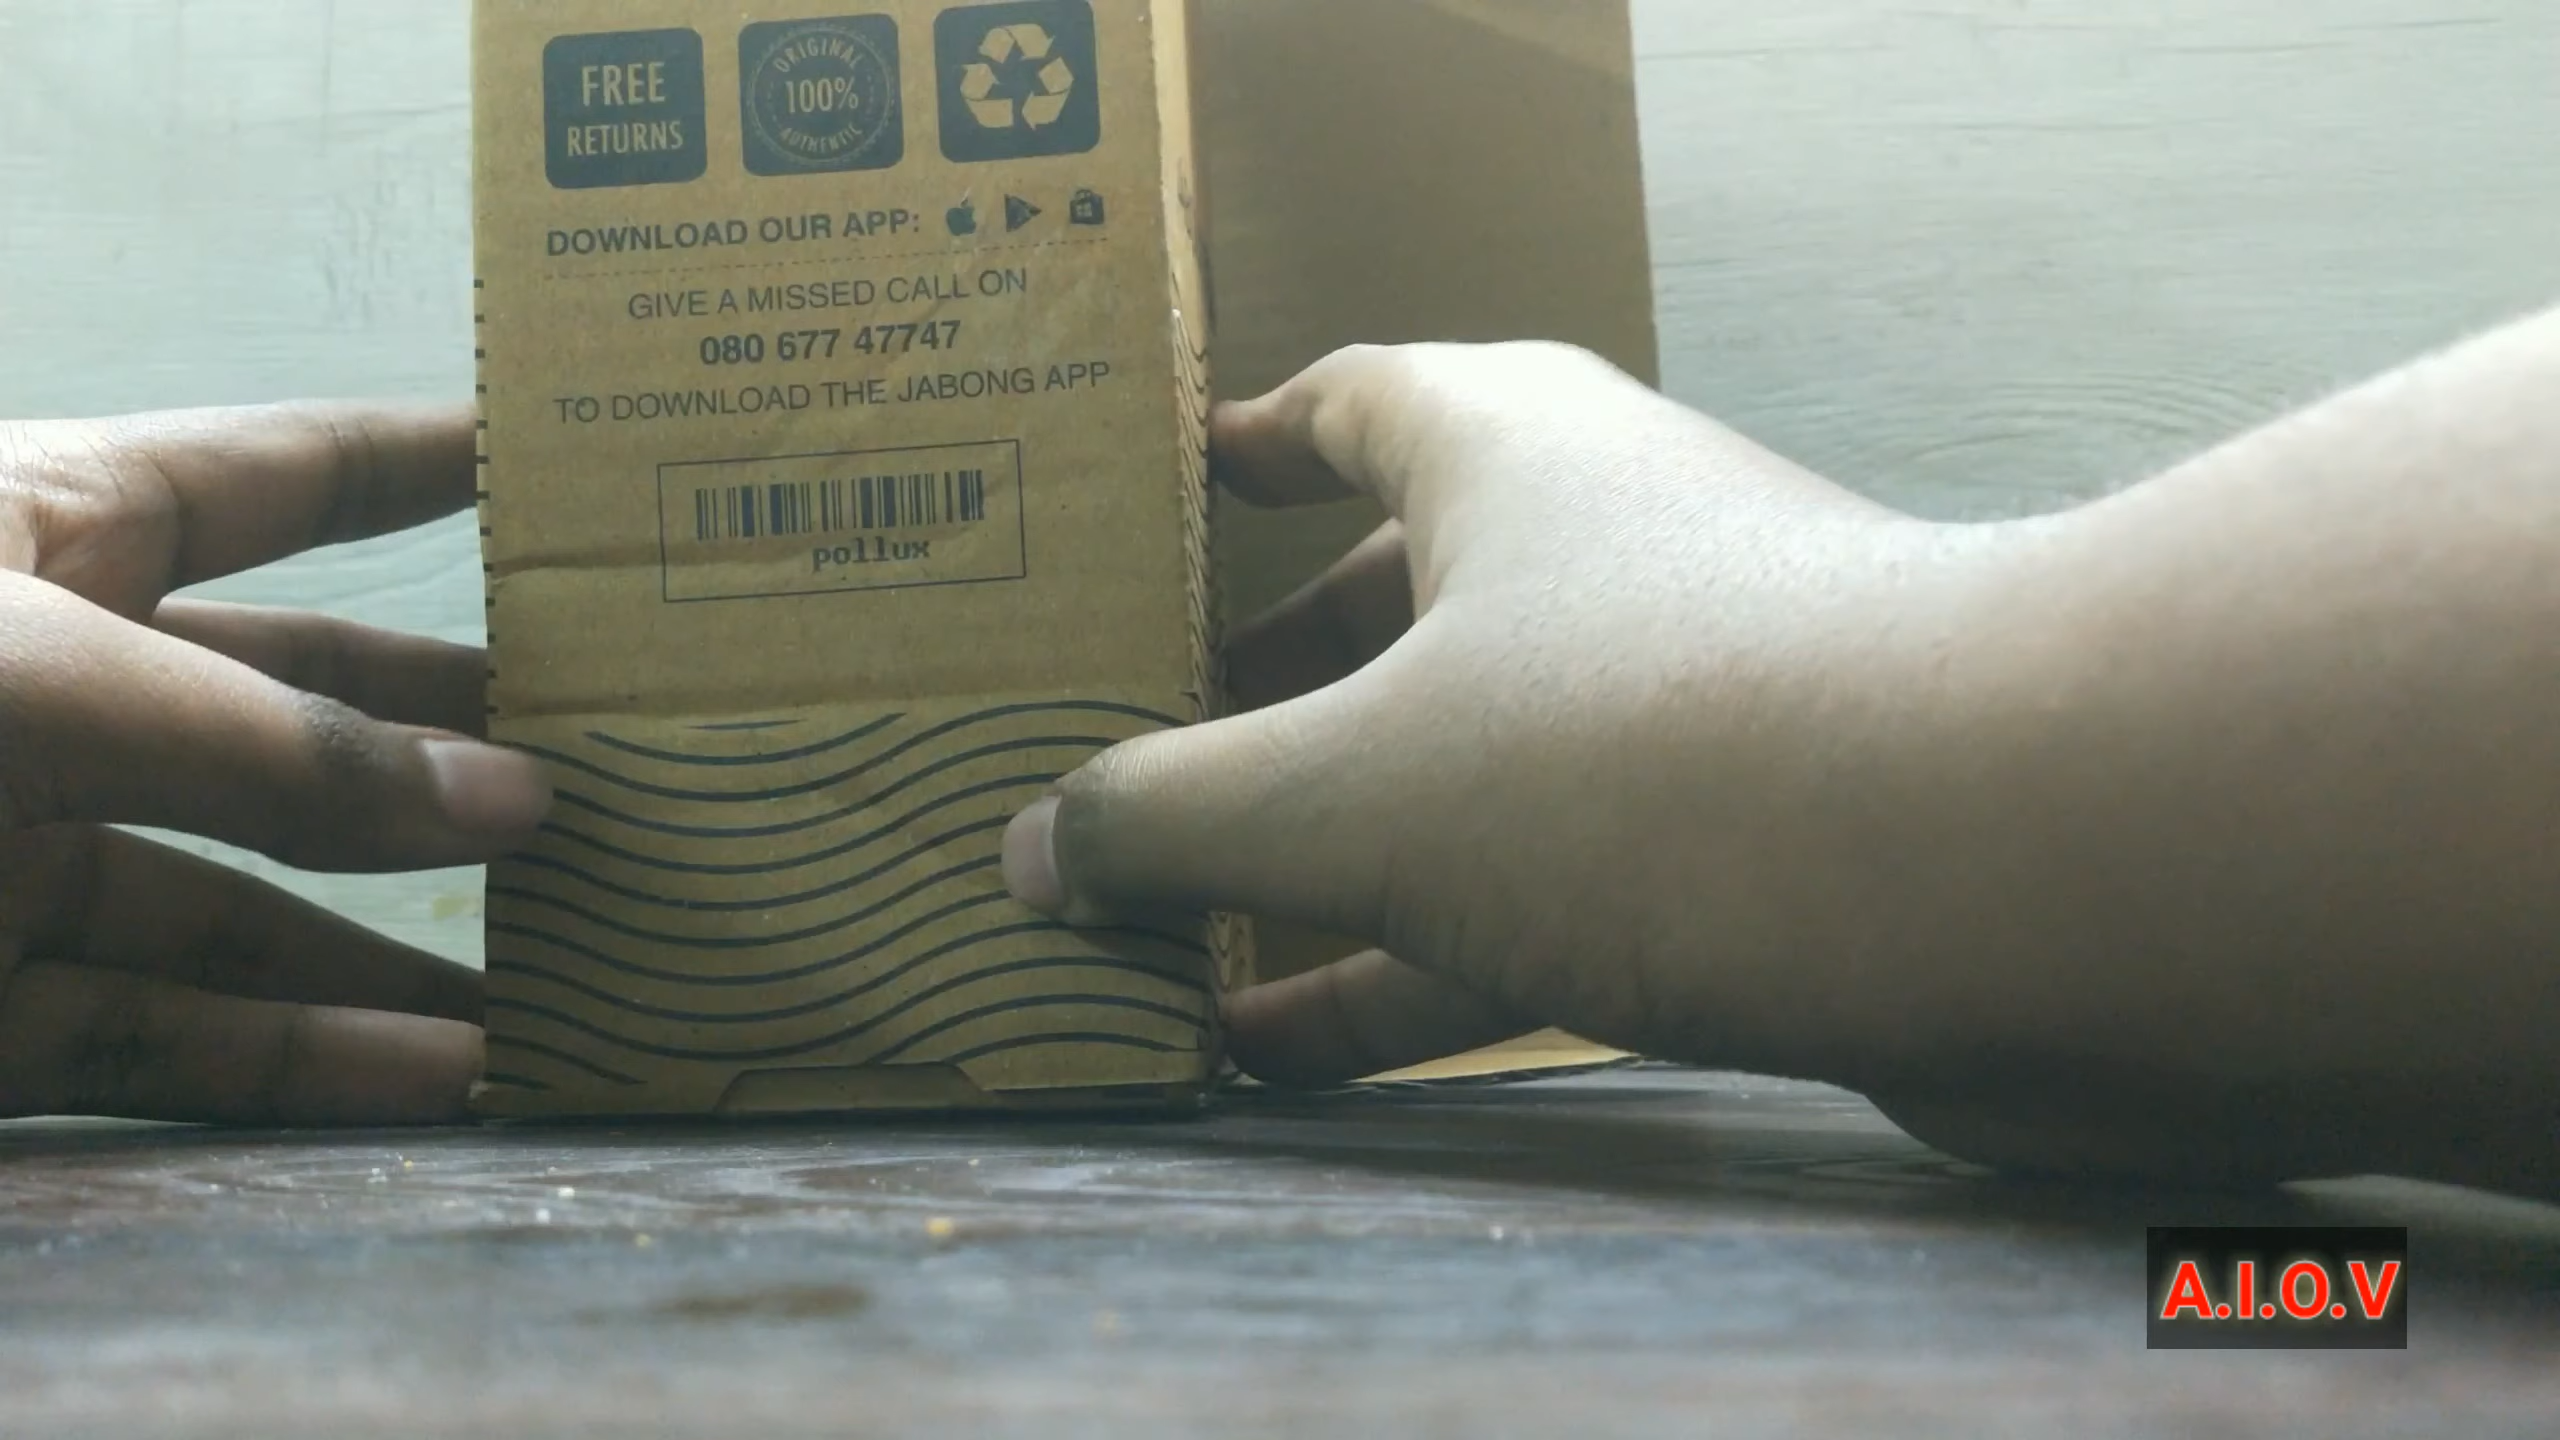 FREE
RETURNS
ORIGINAL
100%
AUTHENTIC
DOWNLOAD OUR APP:
GIVE A MISSED CALL ON
080 677 47747
TO DOWNLOAD THE JABONG APP
pollux
A.I.O.V